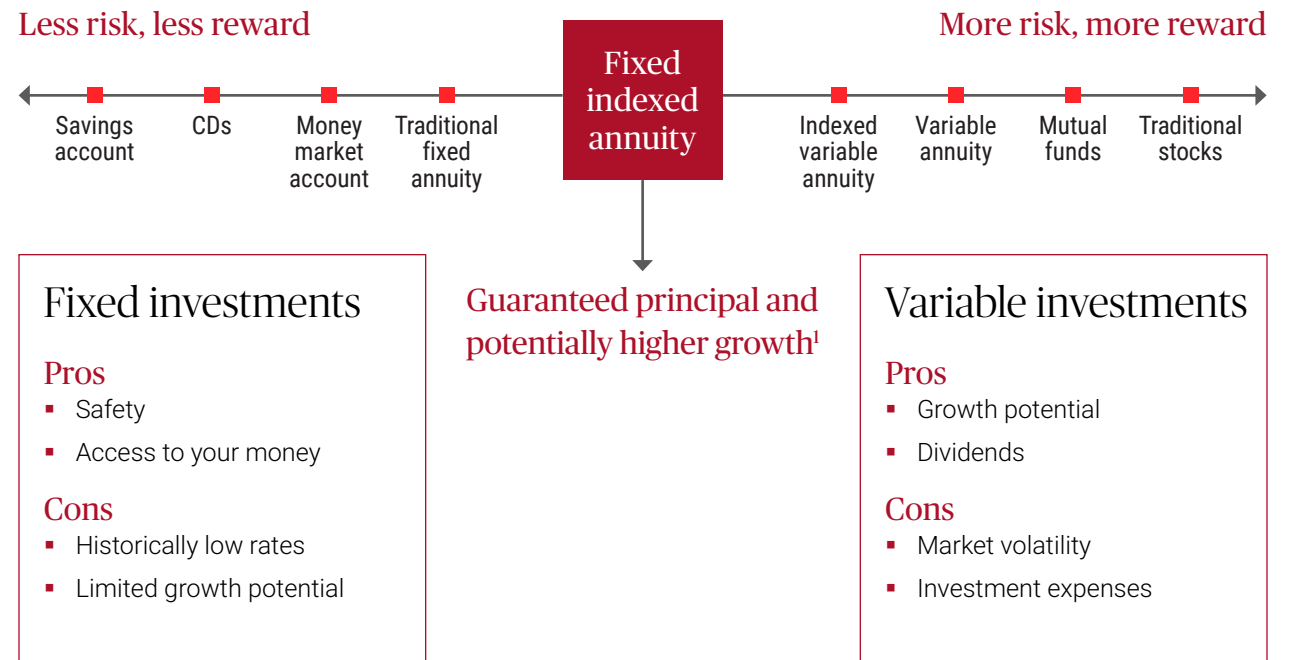 Less risk, less reward
More risk, more reward
Fixed
indexed
annuity
Savings
account
CDs
Money
market
account
Traditional
fixed
annuity
Indexed
variable
annuity
Variable
annuity
Mutual
funds
Traditional
stocks
Fixed investments
Pros
▪ Safety
▪ Access to your money
Cons
▪ Historically low rates
▪ Limited growth potential
Guaranteed principal and
potentially higher growth¹
Variable investments
Pros
▪ Growth potential
▪ Dividends
Cons
▪ Market volatility
▪ Investment expenses